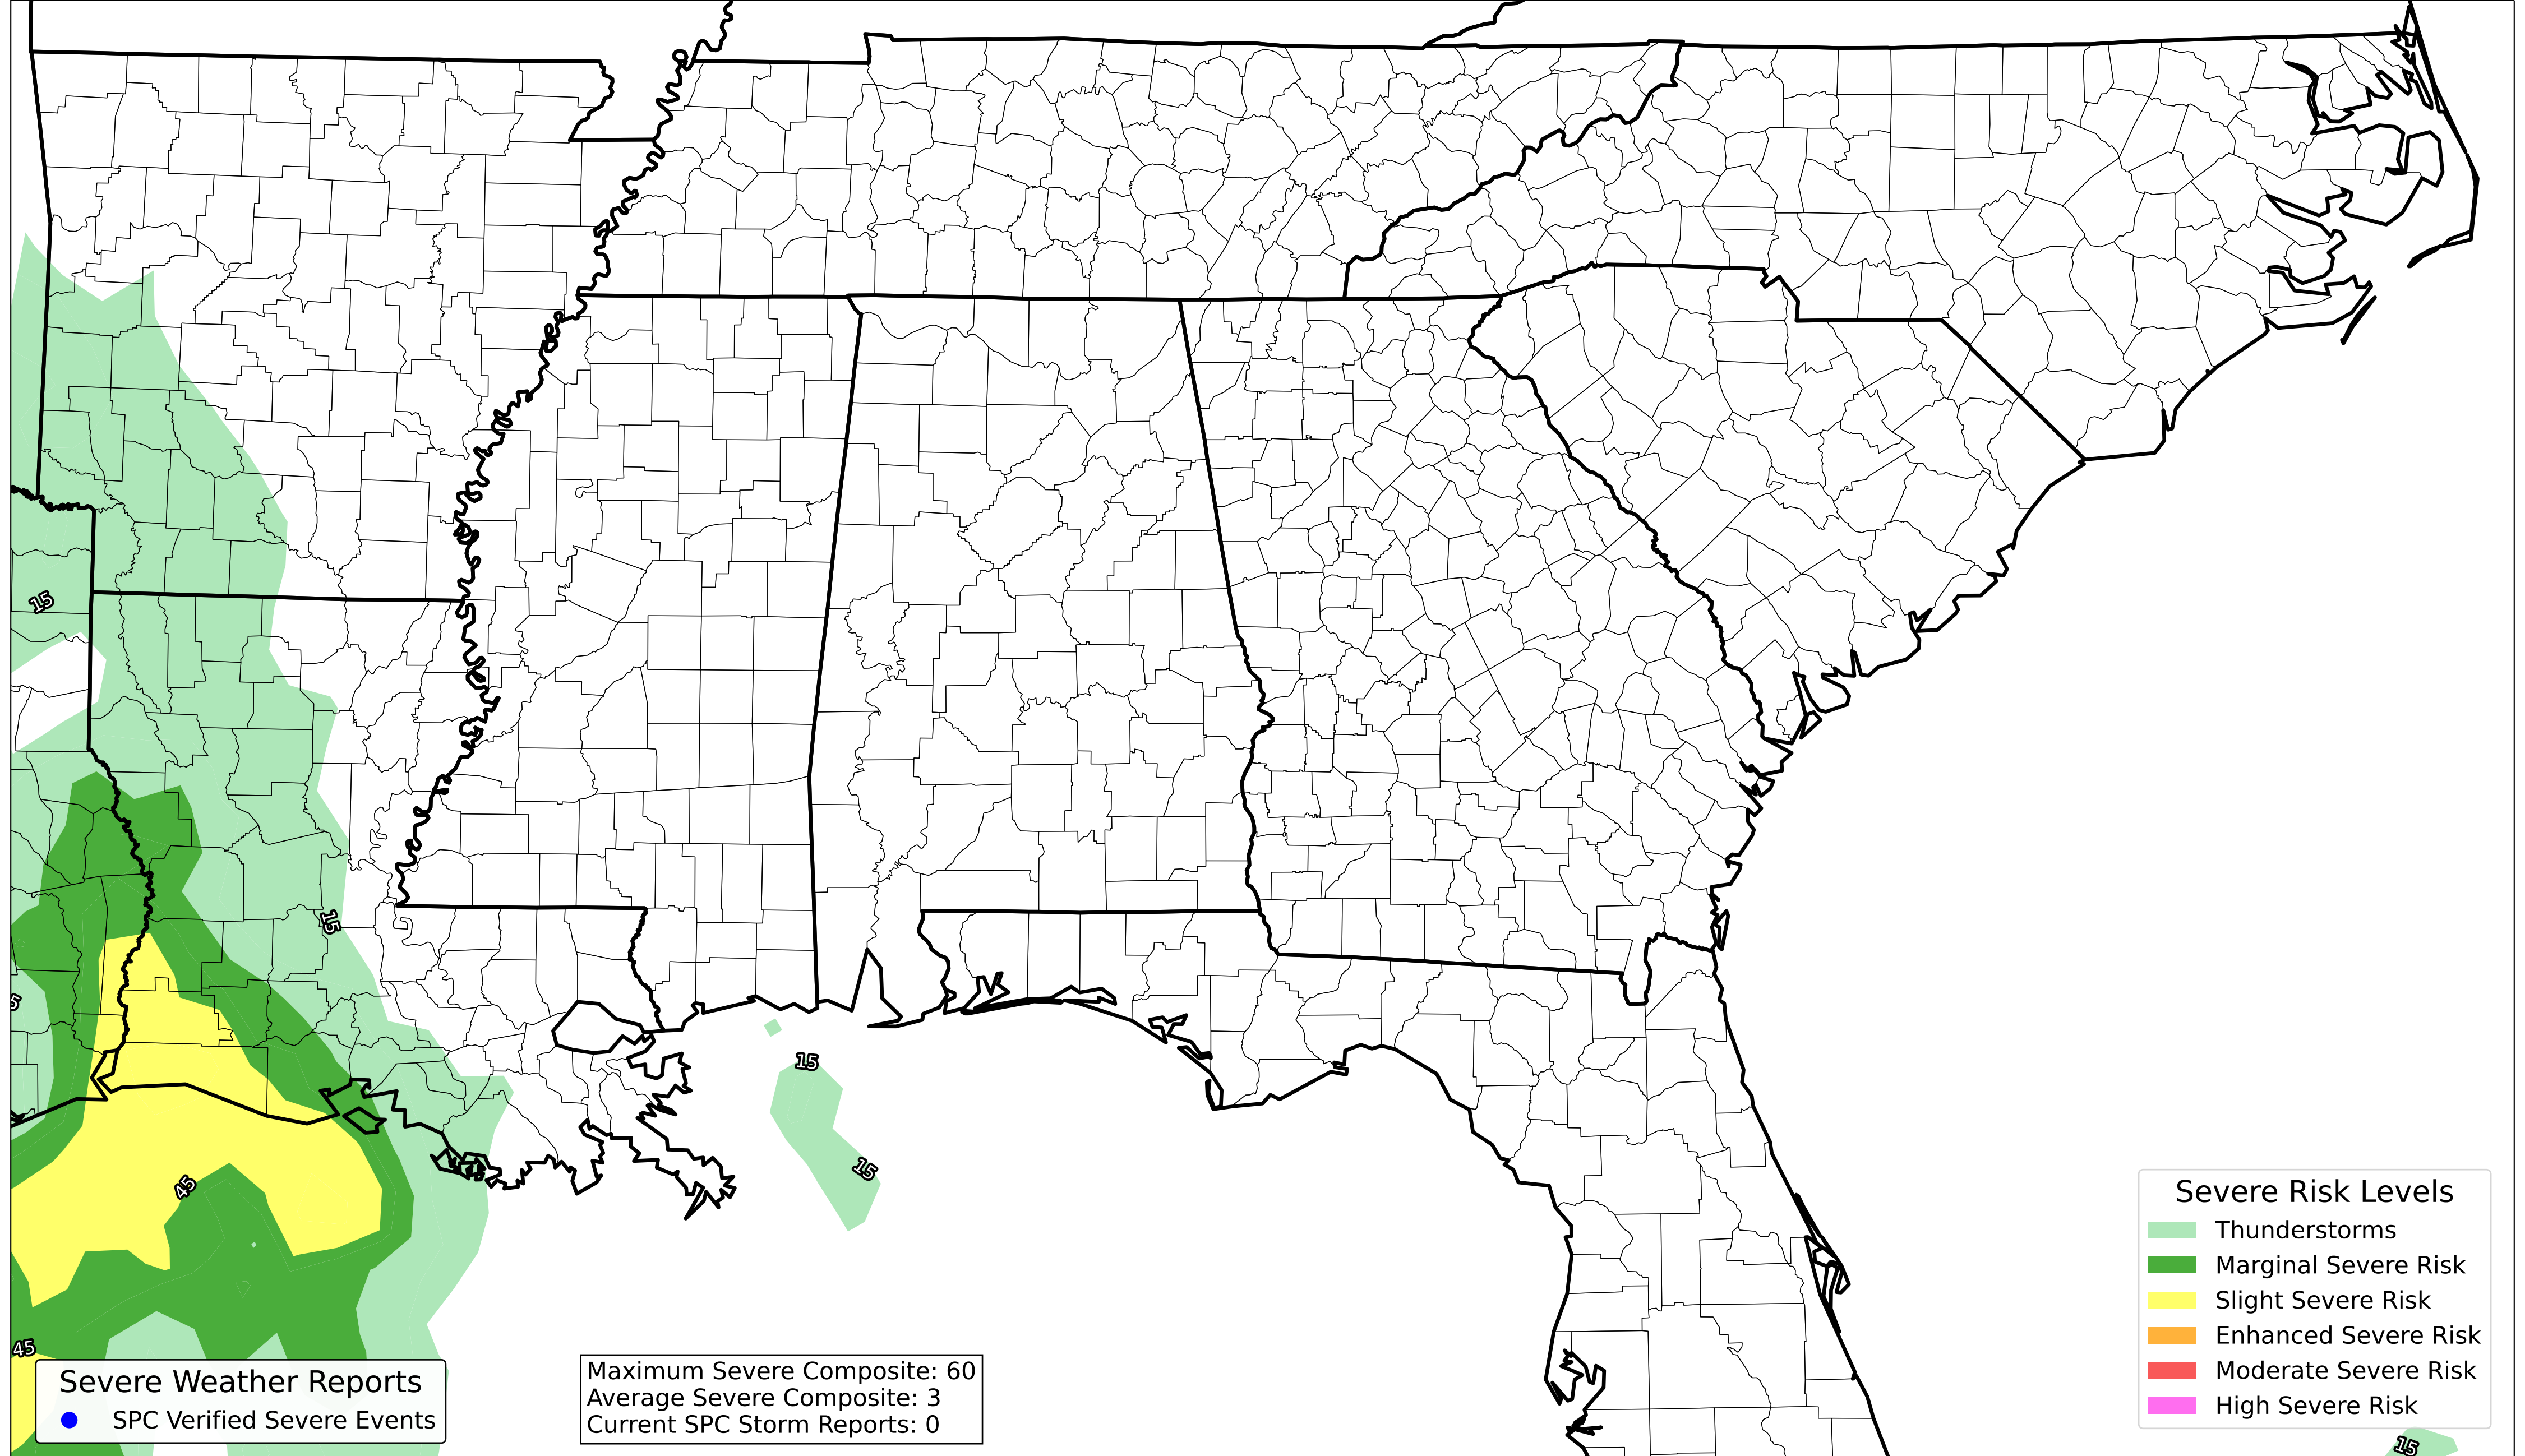 15
15
5
15
15
45
45
Severe Weather Reports
SPC Verified Severe Events
Maximum Severe Composite: 60
Average Severe Composite: 3
Current SPC Storm Reports: 0
Severe Risk Levels
Thunderstorms
Marginal Severe Risk
Slight Severe Risk
Enhanced Severe Risk
Moderate Severe Risk
High Severe Risk
15